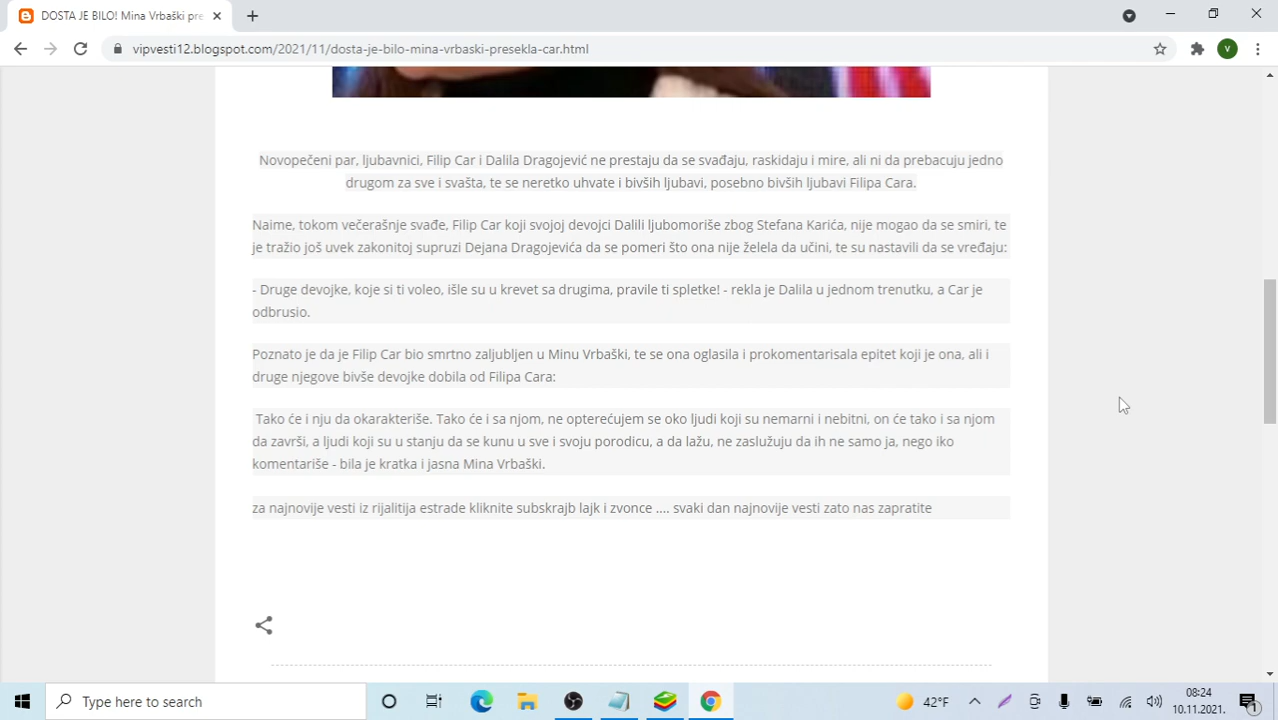 DOSTA JE BILO! Mina Vrbaški pre
vipvesti12.blogspot.com/2021/11/dosta-je-bilo-mina-vrbaski-presekla-car.html
V
Novopečeni par, ljubavnici, Filip Car i Dalila Dragojević ne prestaju da se svađaju, raskidaju i mire, ali ni da prebacuju jedno
drugom za sve i svašta, te se neretko uhvate i bivših ljubavi, posebno bivših ljubavi Filipa Cara.
Naime, tokom večerašnje svađe, Filip Car koji svojoj devojci Dalili ljubomoriše zbog Stefana Karića, nije mogao da se smiri, te
je tražio još uvek zakonitoj supruzi Dejana Dragojevića da se pomeri što ona nije želela da učini, te su nastavili da se vređaju:
- Druge devojke, koje si ti voleo, išle su u krevet sa drugima, pravile ti spletke! - rekla je Dalila u jednom trenutku, a Car je
odbrusio.
Poznato je da je Filip Car bio smrtno zaljubljen u Minu Vrbaški, te se ona oglasila i prokomentarisala epitet koji je ona, ali i
druge njegove bivše devojke dobila od Filipa Cara:
Tako će i nju da okarakteriše. Tako će i sa njom, ne opterećujem se oko ljudi koji su nemarni i nebitni, on će tako i sa njom
da završi, a ljudi koji su u stanju da se kunu u sve i svoju porodicu, a da lažu, ne zaslužuju da ih ne samo ja, nego iko
komentariše - bila je kratka i jasna Mina Vrbaški.
za najnovije vesti iz rijalitija estrade kliknite subskrajb lajk i zvonce .... svaki dan najnovije vesti zato nas zapratite
Type here to search
42°F
08:24
10.11.2021.
1